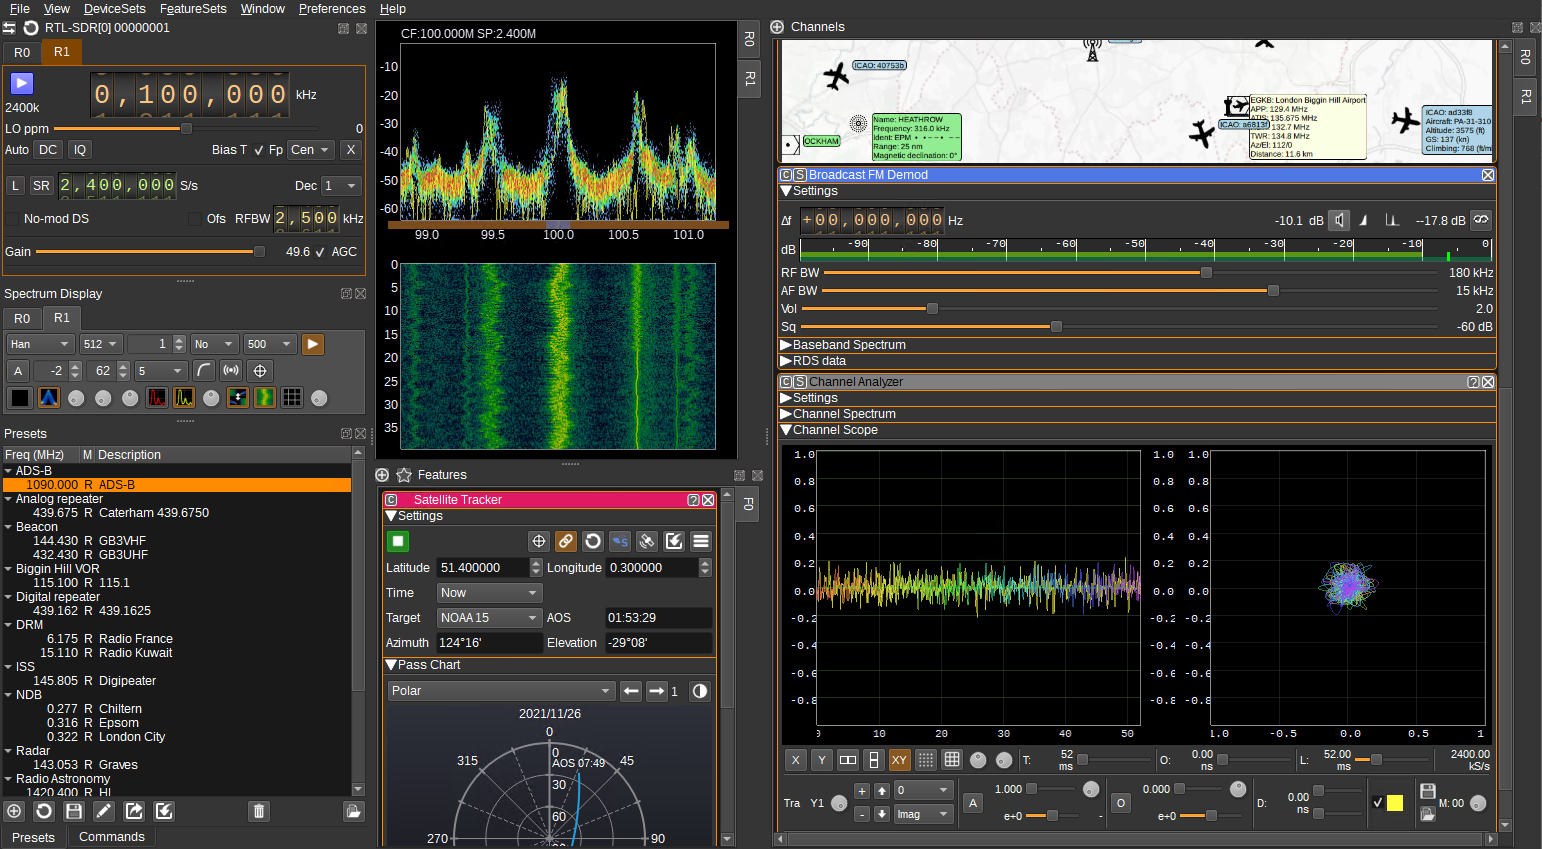 File View DeviceSets FeatureSets Window Preferences Help
RTL-SDR[0] 00000001
R0 R1
0,100,000 kHz
2400k
LO ppm 0
Auto DC IQ Bias T Fp Cen X
L SR 2,400,000 S/s Dec 1
No-mod DS Ofs RFBW 2,500 kHz
Gain 49.6 AGC
Spectrum Display
R0 R1
Han 512 1 No 500
A -2 62 5
Presets
Freq (MHz) M Description
ADS-B
1090.000 R ADS-B
Analog repeater
439.675 R Caterham 439.6750
Beacon
144.430 R GB3VHF
432.430 R GB3UHF
Biggin Hill VOR
115.100 R 115.1
Digital repeater
439.162 R 439.1625
DRM
6.175 R Radio France
15.110 R Radio Kuwait
ISS
145.805 R Digipeater
NDB
0.277 R Chiltern
0.316 R Epsom
0.322 R London City
Radar
143.053 R Graves
Radio Astronomy
1420.400 R HI
Presets Commands
CF:100.000M SP:2.400M
-10
-20
-30
-40
-50
-60
99.0 99.5 100.0 100.5 101.0
0
5
10
15
20
25
30
35
R0
R1
Features
F0
C Satellite Tracker ?
Settings
Latitude 51.400000 Longitude 0.300000
Time Now
Target NOAA 15 AOS 01:53:29
Azimuth 124°16' Elevation -29°08'
Pass Chart
Polar 1
2021/11/26
0
315 0 45
AOS 07:49
30
60
270 90
Channels
R0
R1
ICAO: 40753b
OCKHAM
Name: HEATHROW
Frequency: 316.0 kHz
Ident: EPM
Range: 25 nm
Magnetic declination: 0°
ICAO: a6813f
EGKB: London Biggin Hill Airport
APP: 129.4 MHz
ATIS: 135.675 MHz
132.7 MHz
TWR: 134.8 MHz
Az/El: 112/0
Distance: 11.6 km
ICAO: ad33f8
Aircraft: PA-31-310
Altitude: 3575 (ft)
GS: 137 (kn)
Climbing: 768 (ft/m
C S Broadcast FM Demod
Settings
Δf +00,000,000 Hz -10.1 dB --17.8 dB
dB -90 -80 -70 -60 -50 -40 -30 -20 -10 0
RF BW 180 kHz
AF BW 15 kHz
Vol 2.0
Sq -60 dB
Baseband Spectrum
RDS data
C S Channel Analyzer ?
Settings
Channel Spectrum
Channel Scope
1.0 1.0 1.0
0.8 0.8 0.8
0.6 0.6 0.6
0.4 0.4 0.4
0.2 0.2 0.2
0.0 0.0 0.0
-0.2 -0.2 -0.2
-0.4 -0.4 -0.4
-0.6 -0.6 -0.6
-0.8 -0.8 -0.8
10 20 30 40 50 -0.5 0.0 0.5 1
X Y XY T: 52 ms O: 0.00 ns L: 52.00 ms 2400.00 kS/s
Tra Y1 + 0 A 1.000 O 0.000 D: 0.00 ns M: 00
- Imag e+0 - e+0